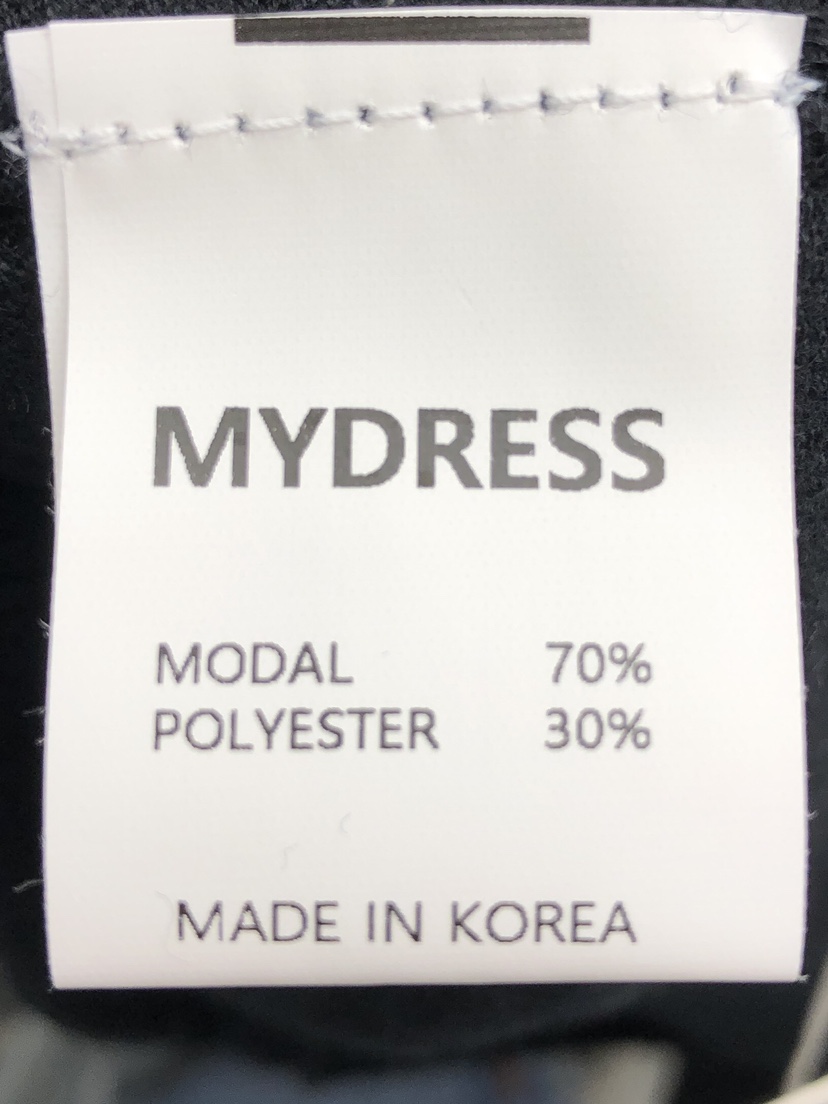 MYDRESS
MODAL 70%
POLYESTER 30%
MADE IN KOREA